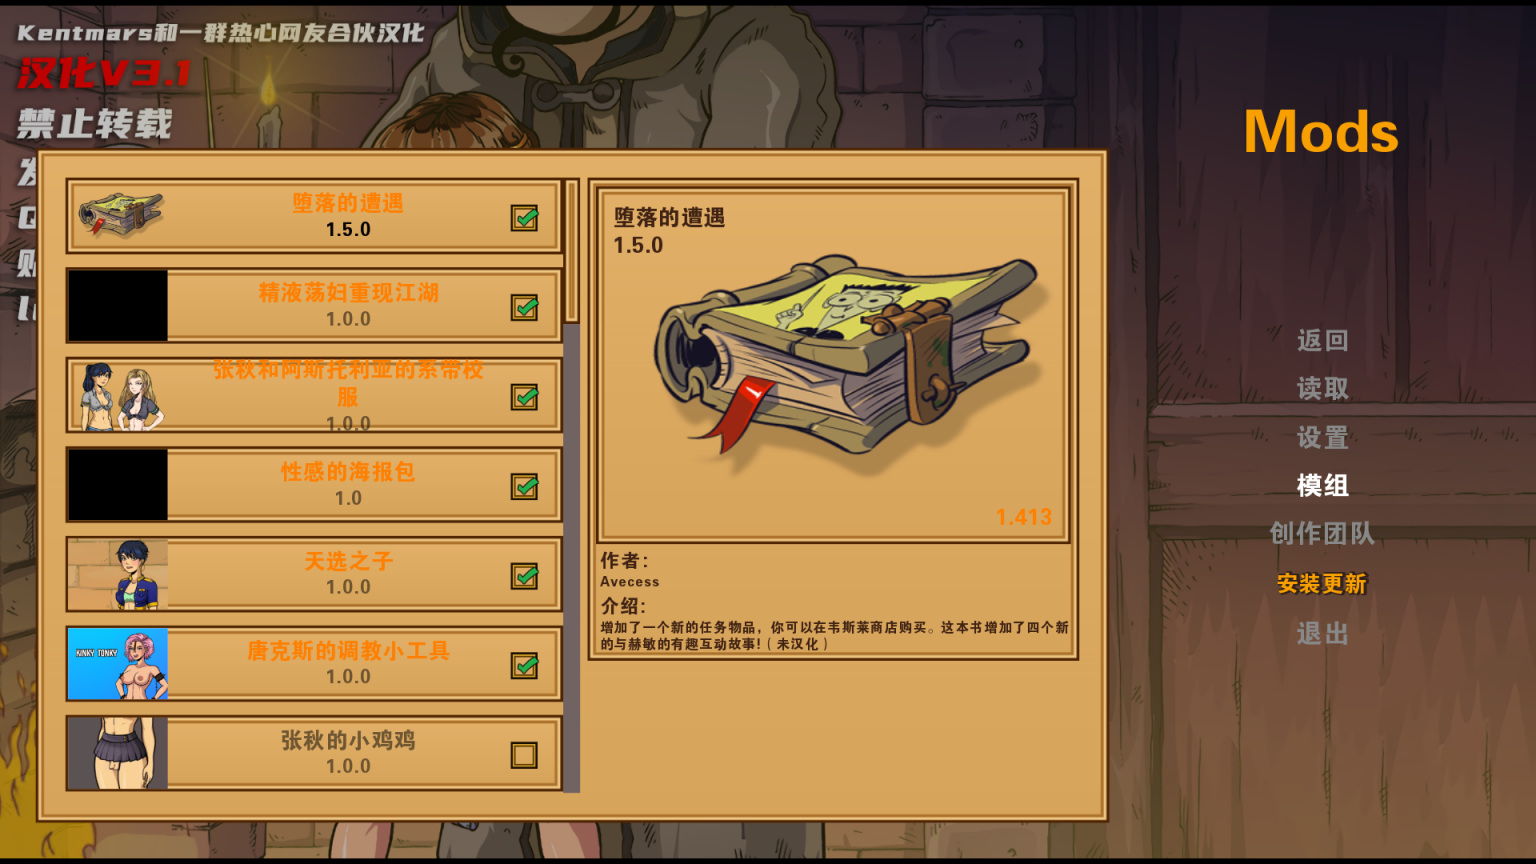 Kentmars和一群热心网友合伙汉化
汉化V3.1
禁止转载
Mods
堕落的遭遇
1.5.0
精液荡妇重现江湖
1.0.0
张秋和阿斯托利亚的系带校
服
1.0.0
性感的海报包
1.0
天选之子
1.0.0
KINKY TONKY
唐克斯的调教小工具
1.0.0
张秋的小鸡鸡
1.0.0
堕落的遭遇
1.5.0
1.413
作者:
Avecess
介绍:
增加了一个新的任务物品, 你可以在韦斯莱商店购买。这本书增加了四个新
的与赫敏的有趣互动故事! ( 未汉化 )
返回
读取
设置
模组
创作团队
安装更新
退出